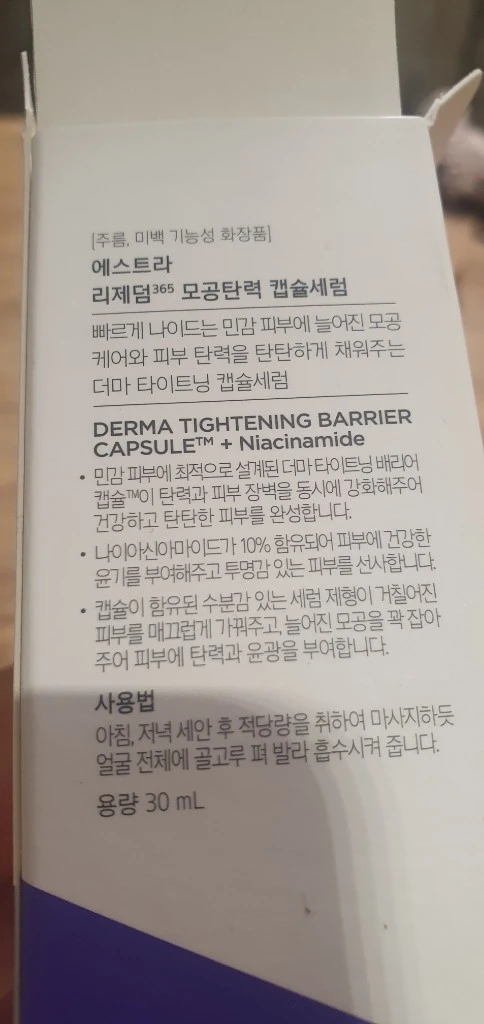 [주름, 미백 기능성 화장품]
에스트라
리제덤³⁶⁵ 모공탄력 캡슐세럼
빠르게 나이드는 민감 피부에 늘어진 모공
케어와 피부 탄력을 탄탄하게 채워주는
더마 타이트닝 캡슐세럼
DERMA TIGHTENING BARRIER
CAPSULE™ + Niacinamide
• 민감 피부에 최적으로 설계된 더마 타이트닝 배리어
캡슐™이 탄력과 피부 장벽을 동시에 강화해주어
건강하고 탄탄한 피부를 완성합니다.
• 나이아신아마이드가 10% 함유되어 피부에 건강한
윤기를 부여해주고 투명감 있는 피부를 선사합니다.
• 캡슐이 함유된 수분감 있는 세럼 제형이 거칠어진
피부를 매끄럽게 가꿔주고, 늘어진 모공을 꽉 잡아
주어 피부에 탄력과 윤광을 부여합니다.
사용법
아침, 저녁 세안 후 적당량을 취하여 마사지하듯
얼굴 전체에 골고루 펴 발라 흡수시켜 줍니다.
용량 30 mL